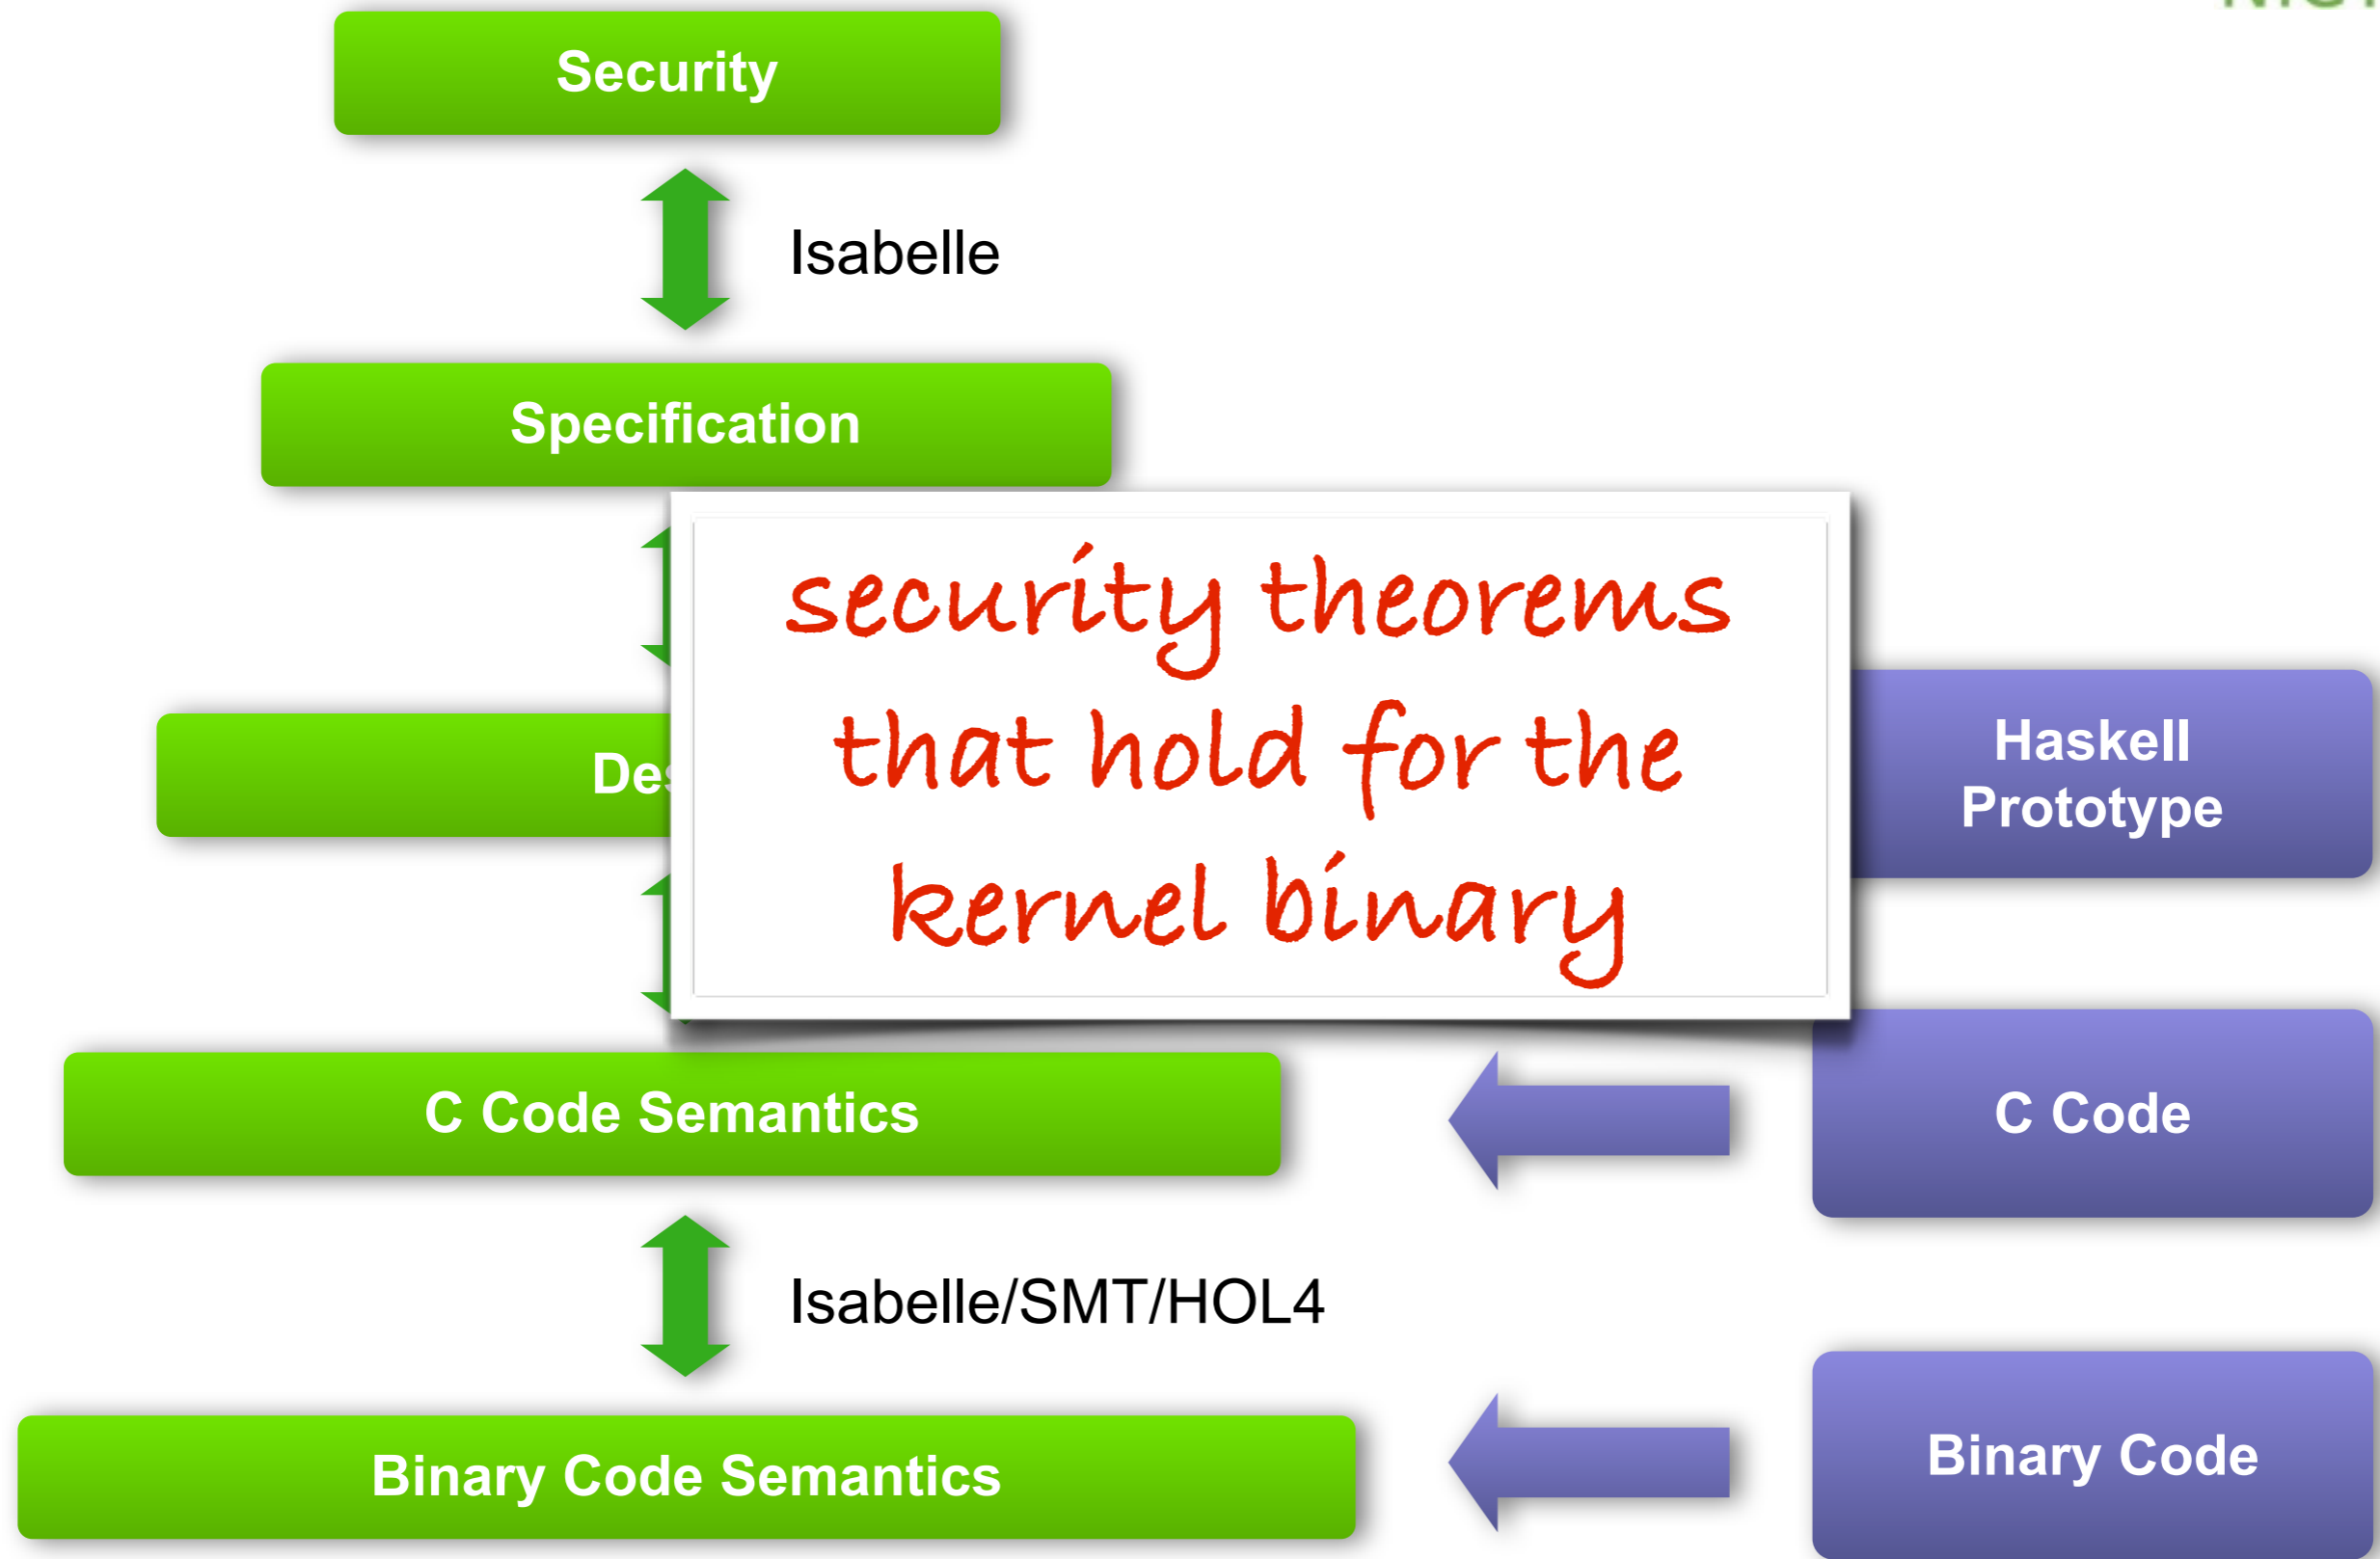 Security
Isabelle
Specification
security theorems
that hold for the
kernel binary
Haskell
Prototype
C Code Semantics
C Code
Isabelle/SMT/HOL4
Binary Code Semantics
Binary Code